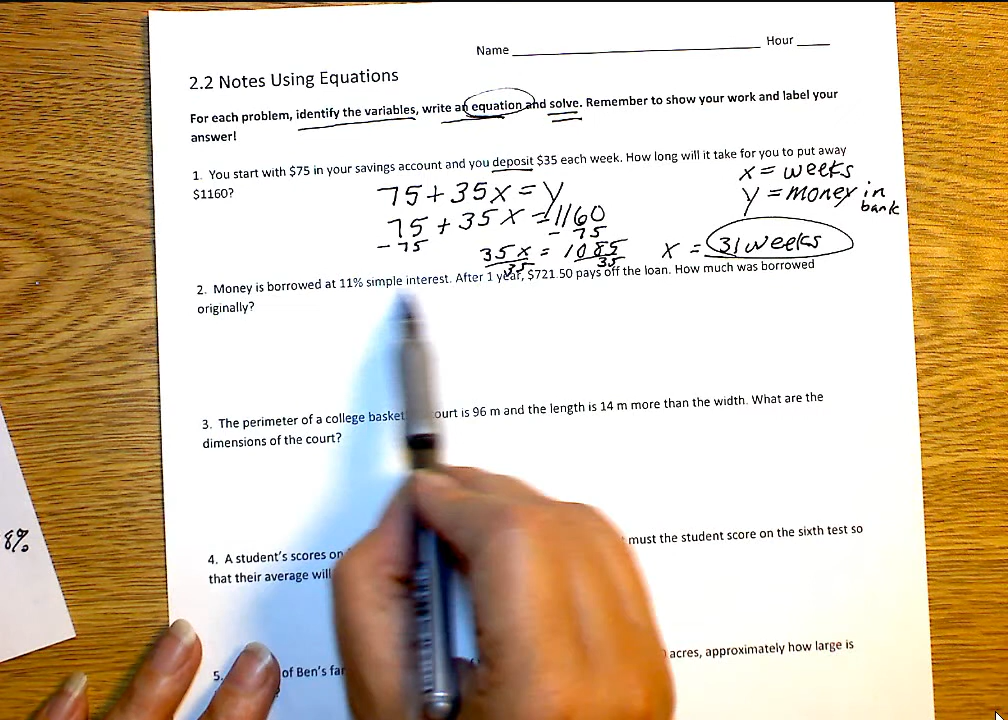 Name ____ Hour ____
2.2 Notes Using Equations
For each problem, identify the variables, write an equation and solve. Remember to show your work and label your
answer!
1. You start with $75 in your savings account and you deposit $35 each week. How long will it take for you to put away
$1160?
x = weeks
y = money in
bank
75 + 35x = y
75 + 35x = 1160
- 75 - 75
35x = 1085 x = 31 weeks
35 35
2. Money is borrowed at 11% simple interest. After 1 year, $721.50 pays off the loan. How much was borrowed
originally?
3. The perimeter of a college basket ourt is 96 m and the length is 14 m more than the width. What are the
dimensions of the court?
8%
4. A student's scores on must the student score on the sixth test so
that their average will
5. of Ben's far acres, approximately how large is